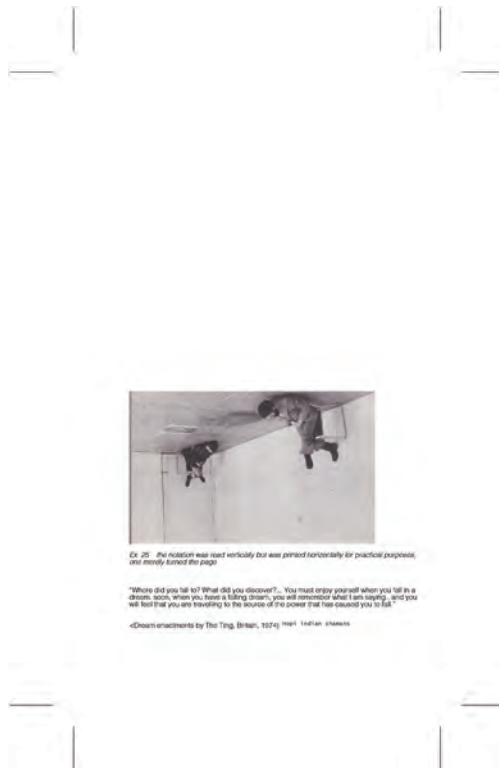 Ex. 25 the notation was read vertically but was printed horizontally for practical purposes,
one merely turned the page
"Where did you fall to? What did you discover?... You must enjoy yourself when you fall in a
dream. soon, when you have a falling dream, you will remember what I am saying.. and you
will feel that you are travelling to the source of the power that has caused you to fall."
<Dream enactments by The Ting, Britain, 1974> Hopi indian shamans